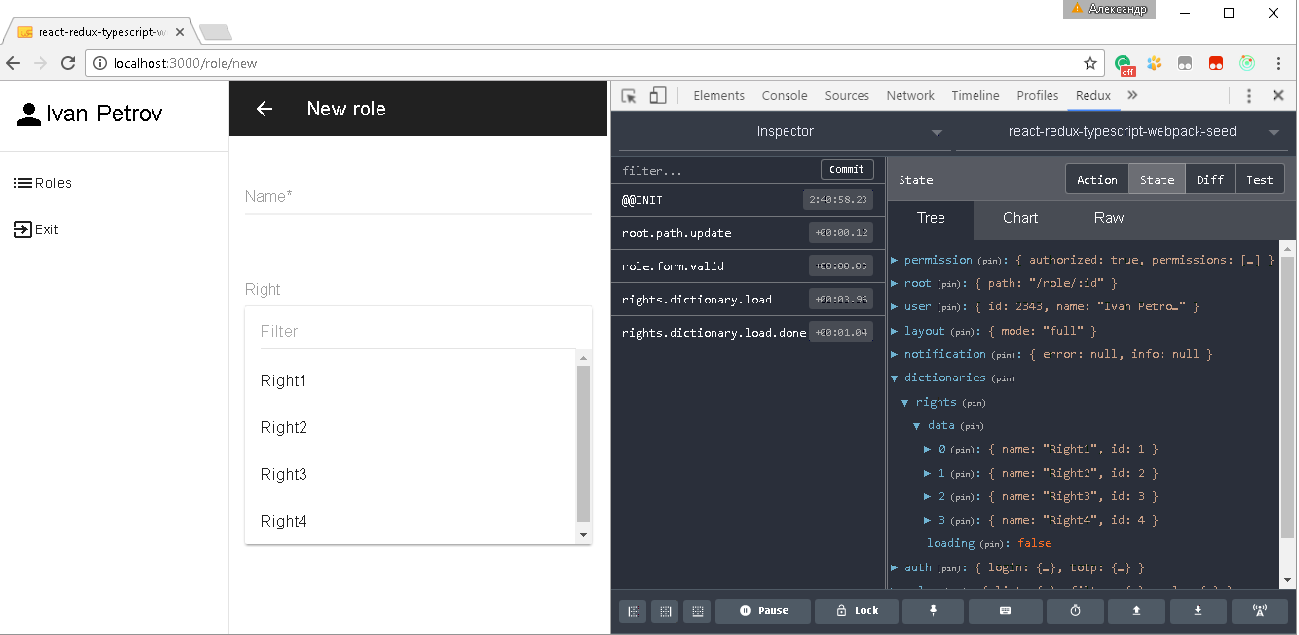 Александр
react-redux-typescript-w
localhost:3000/role/new
off
Ivan Petrov
Roles
Exit
New role
Name*
Right
Filter
Right1
Right2
Right3
Right4
Elements Console Sources Network Timeline Profiles Redux
Inspector react-redux-typescript-webpack-seed
filter... Commit
@@INIT 2:40:58.23
root.path.update +00:00.12
role.form.valid
rights.dictionary.load +00:03.96
rights.dictionary.load.done +00:01.04
State Action State Diff Test
Tree Chart Raw
permission (pin): { authorized: true, permissions: […] }
root (pin): { path: "/role/:id" }
user (pin): { id: 2343, name: "Ivan Petro…" }
layout (pin): { mode: "full" }
notification (pin): { error: null, info: null }
dictionaries (pin)
rights (pin)
data (pin)
0 (pin): { name: "Right1", id: 1 }
1 (pin): { name: "Right2", id: 2 }
2 (pin): { name: "Right3", id: 3 }
3 (pin): { name: "Right4", id: 4 }
loading (pin): false
auth (pin): { login: {…}, totp: {…} }
Pause Lock